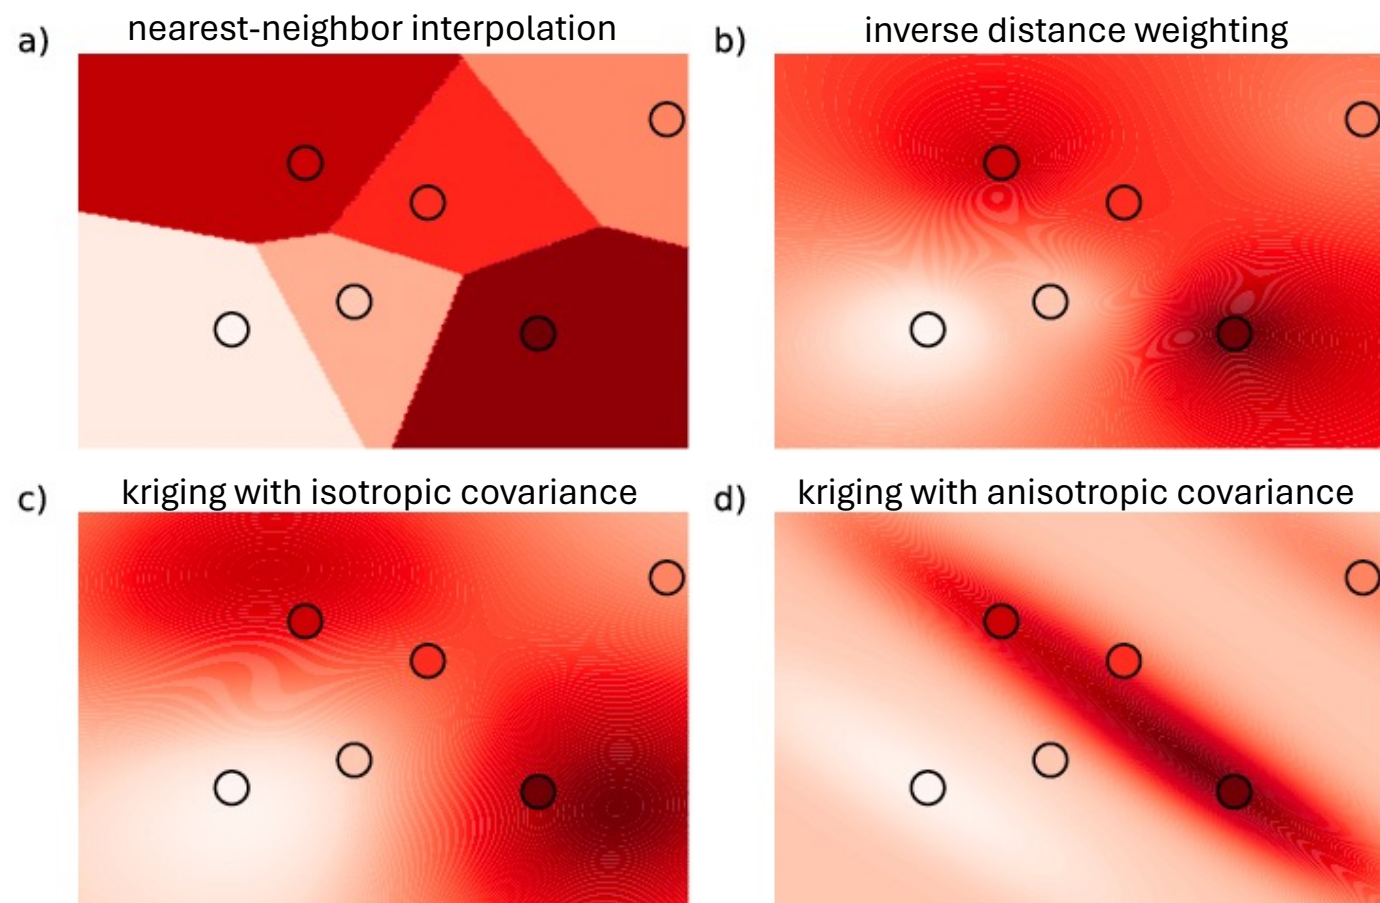 a) nearest-neighbor interpolation
b) inverse distance weighting
c) kriging with isotropic covariance
d) kriging with anisotropic covariance